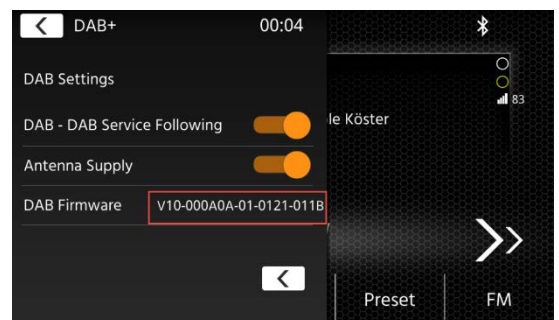 DAB+ 00:04
DAB Settings
83
DAB - DAB Service Following
le Köster
Antenna Supply
DAB Firmware V10-000A0A-01-0121-011B
Preset FM